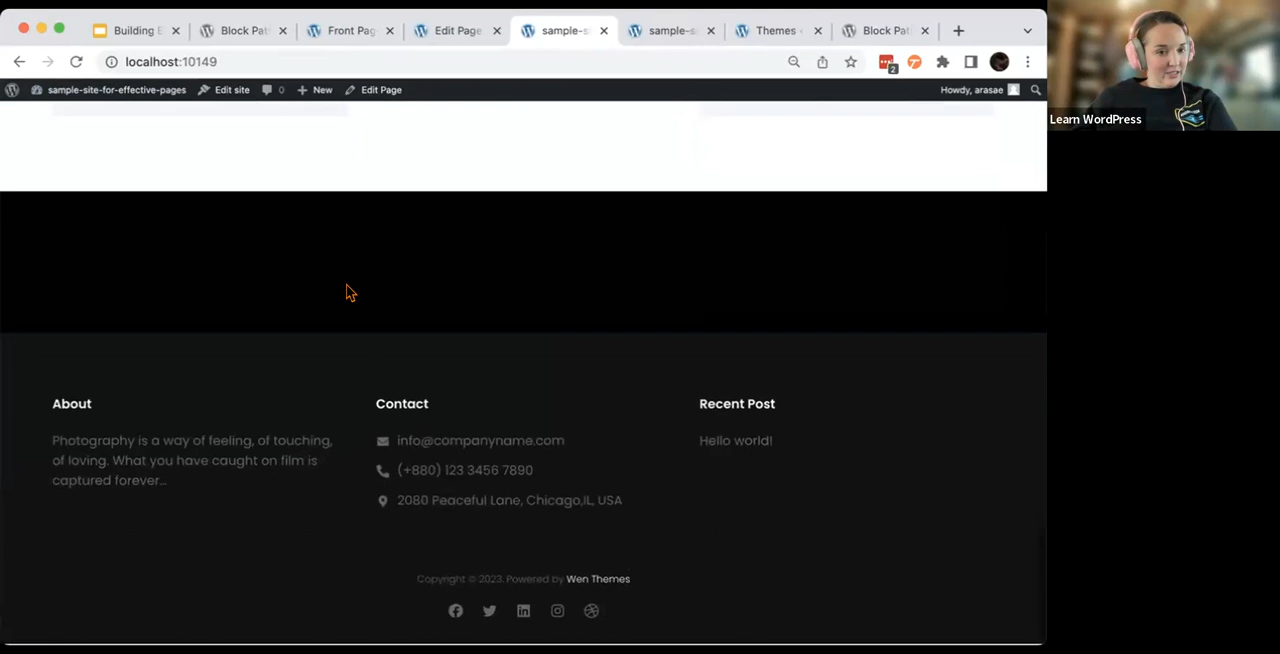 Building E
Block Pat
Front Pag
Edit Page
sample-s
sample-s
Themes
Block Pat
localhost:10149
2
sample-site-for-effective-pages
Edit site
0
New
Edit Page
Howdy, arasae
Learn WordPress
About
Photography is a way of feeling, of touching,
of loving. What you have caught on film is
captured forever...
Contact
info@companyname.com
(+880) 123 3456 7890
2080 Peaceful Lane, Chicago,IL, USA
Recent Post
Hello world!
Copyright © 2023. Powered by Wen Themes